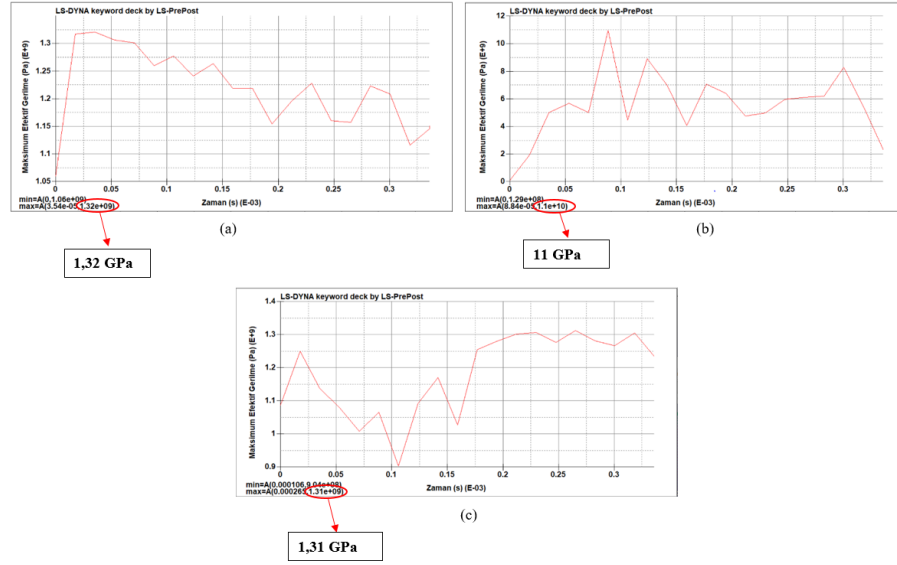 LS-DYNA keyword deck by LS-PrePost
Maksimum Efektif Gerilme (Pa) (E+9)
1.3
1.25
1.2
1.15
1.1
1.05
0
0.05
0.1
0.15
0.2
0.25
0.3
min=A(0,1.06e+09)
max=A(3.54e-05,1.32e+09)
Zaman (s) (E-03)
(a)
1,32 GPa
LS-DYNA keyword deck by LS-PrePost
Maksimum Efektif Gerilme (Pa) (E+9)
12
10
8
6
4
2
0
0
0.05
0.1
0.15
0.2
0.25
0.3
min=A(0,1.29e+08)
max=A(8.84e-05,1.1e+10)
Zaman (s) (E-03)
(b)
11 GPa
LS-DYNA keyword deck by LS-PrePost
Maksimum Efektif Gerilme (Pa) (E+9)
1.4
1.3
1.2
1.1
1
0.9
0
0.05
0.1
0.15
0.2
0.25
0.3
min=A(0.000106,9.04e+08)
max=A(0.000265,1.31e+09)
Zaman (s) (E-03)
(c)
1,31 GPa